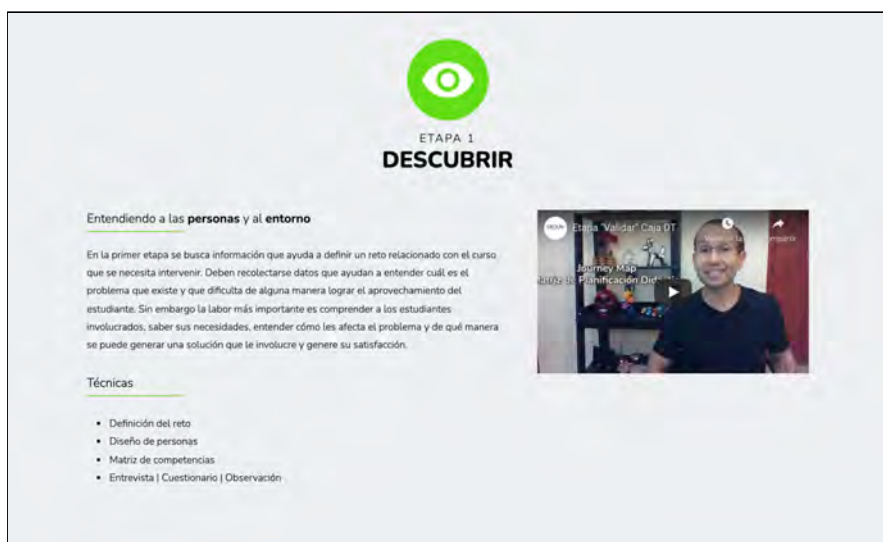 ETAPA 1
DESCUBRIR
Entendiendo a las personas y al entorno
En la primer etapa se busca información que ayuda a definir un reto relacionado con el curso
que se necesita intervenir. Deben recolectarse datos que ayudan a entender cuál es el
problema que existe y que dificulta de alguna manera lograr el aprovechamiento del
estudiante. Sin embargo la labor más importante es comprender a los estudiantes
involucrados, saber sus necesidades, entender cómo les afecta el problema y de qué manera
se puede generar una solución que le involucre y genere su satisfacción.
Técnicas
• Definición del reto
• Diseño de personas
• Matriz de competencias
• Entrevista | Cuestionario | Observación
Etapa "Validar" Caja DT
Journey Map
de Planificación